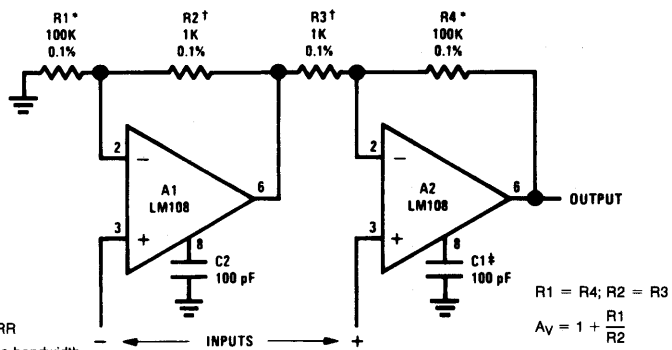 R1*
100K
0.1%
R2†
1K
0.1%
R3†
1K
0.1%
R4*
100K
0.1%
2
−
A1
LM108
6
3
+
8
C2
100 pF
2
−
A2
LM108
6
OUTPUT
3
+
8
C1‡
100 pF
R1 = R4; R2 = R3
AV = 1 + R1/R2
RR
bandwidth
− INPUTS +